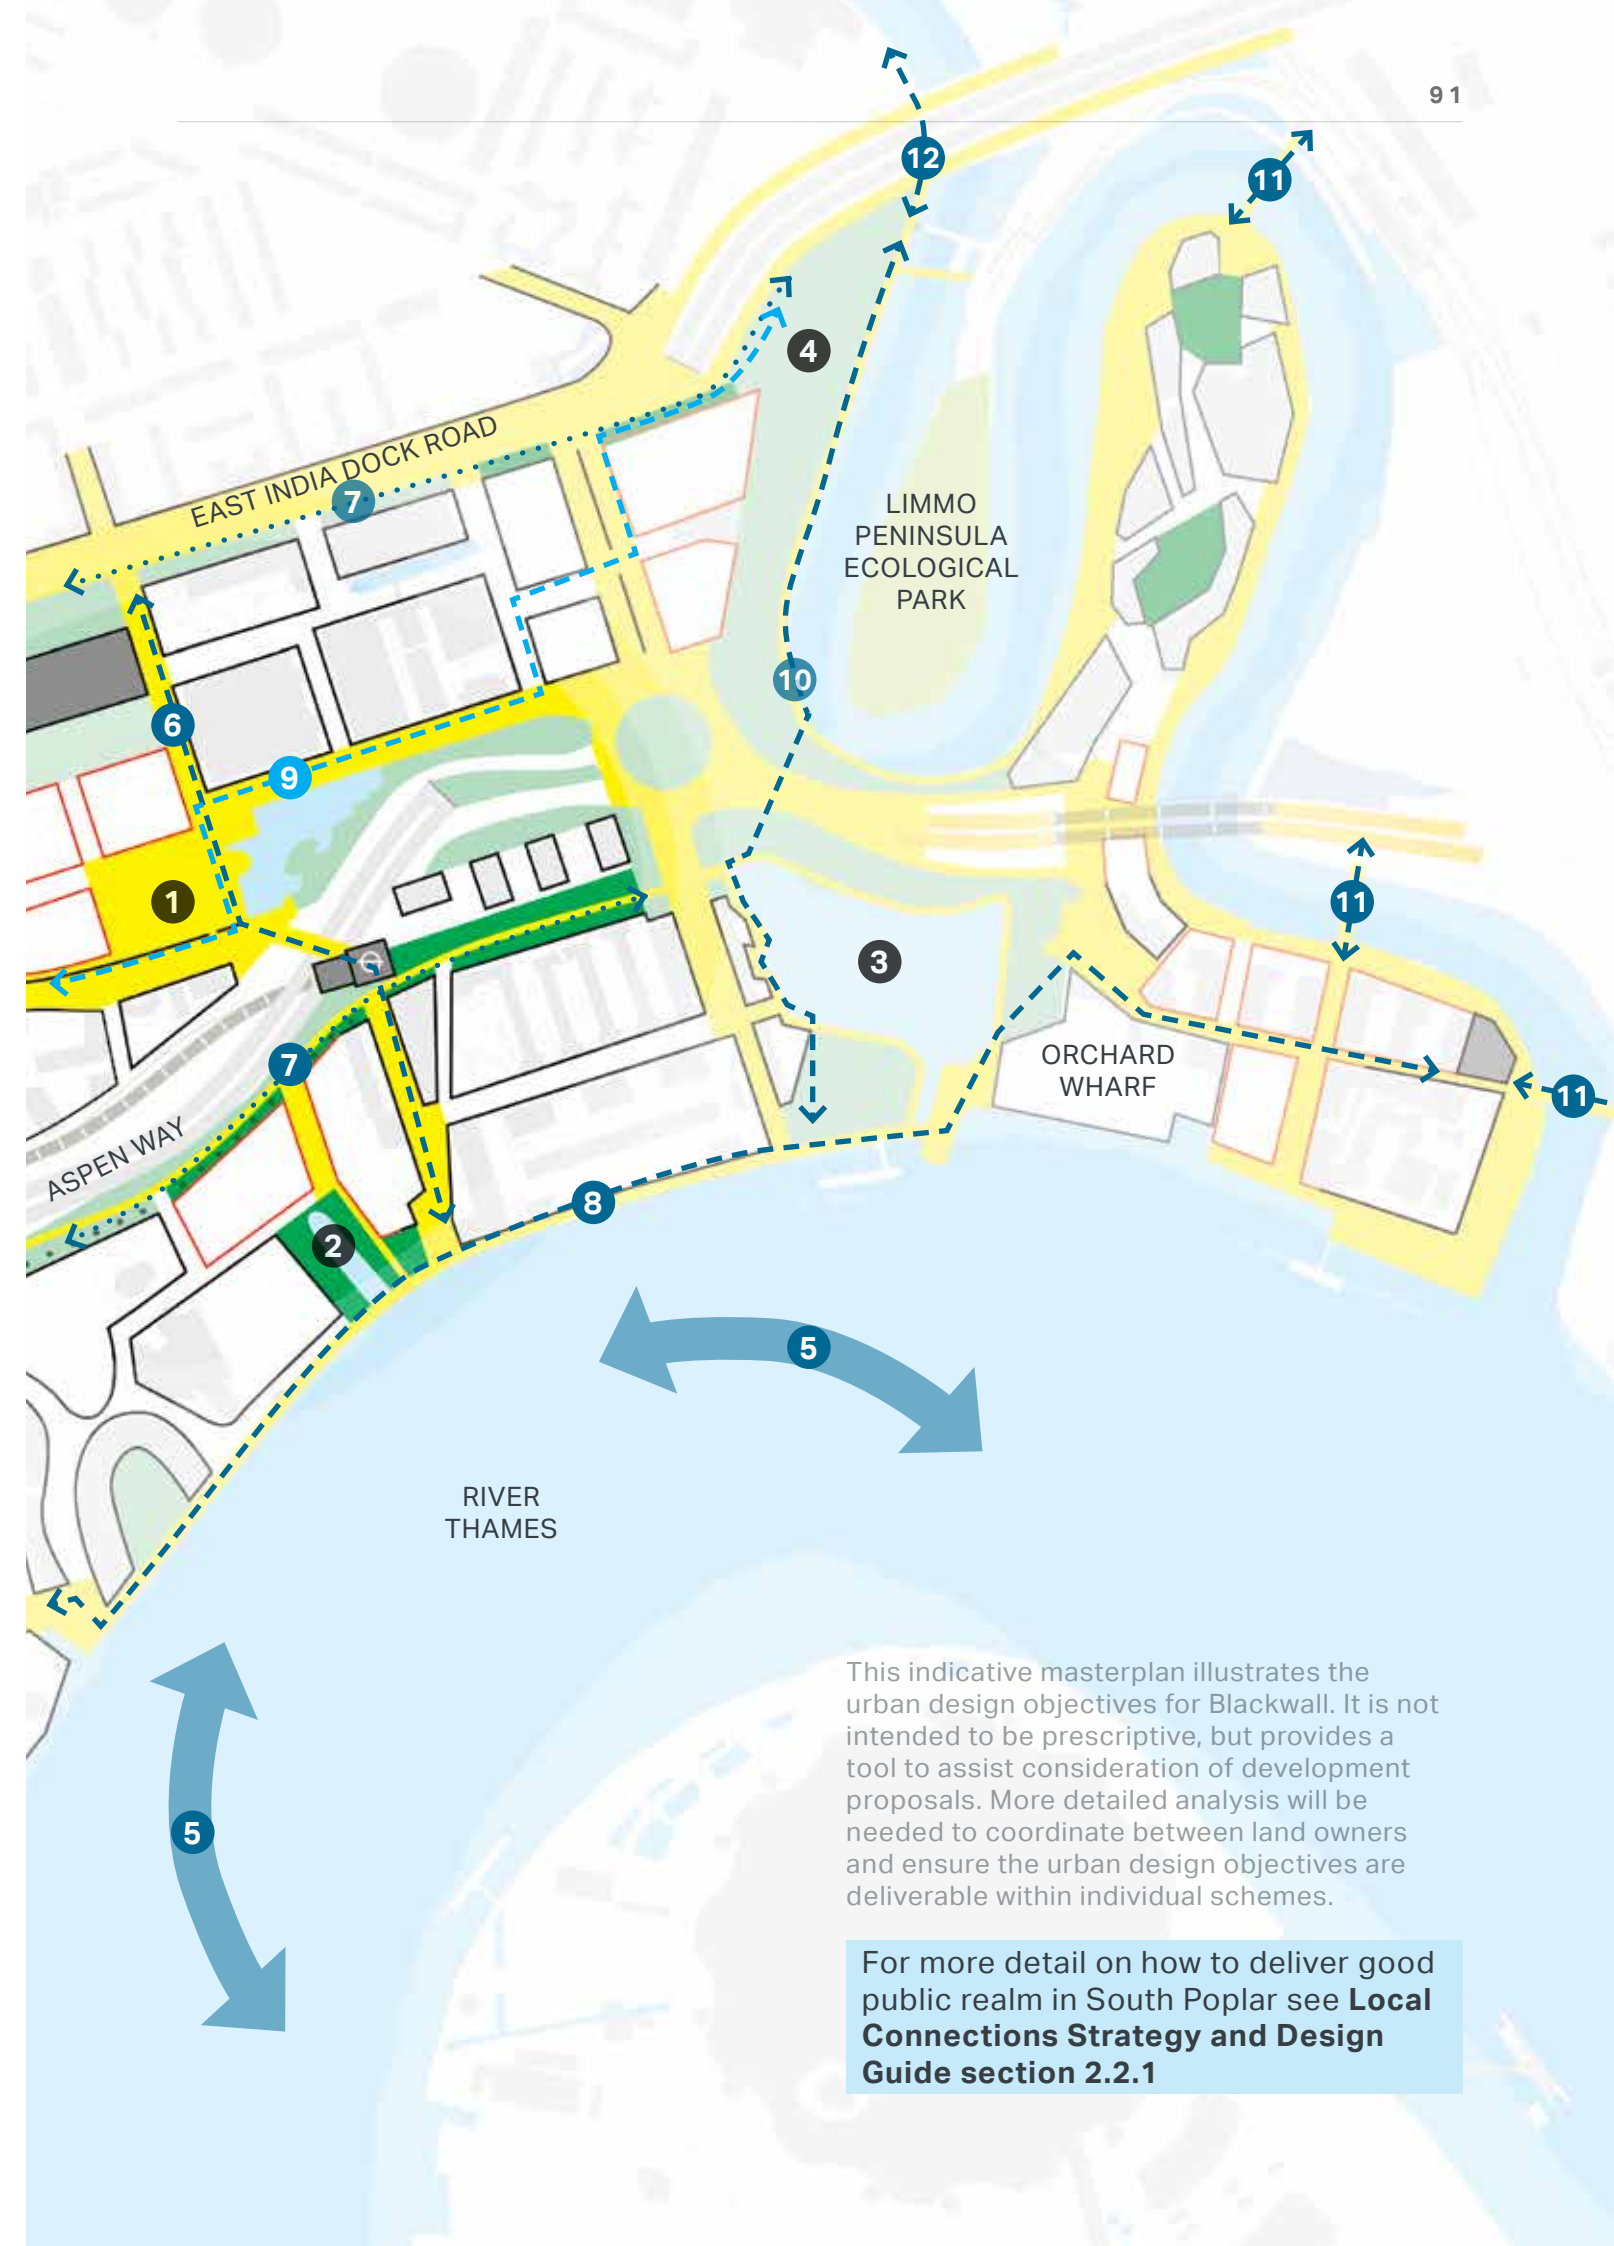 91
12
11
4
EAST INDIA DOCK ROAD
7
LIMMO
PENINSULA
ECOLOGICAL
PARK
10
6
9
1
11
3
ORCHARD
WHARF
7
11
ASPEN WAY
8
2
5
RIVER
THAMES
This indicative masterplan illustrates the
urban design objectives for Blackwall. It is not
intended to be prescriptive, but provides a
tool to assist consideration of development
proposals. More detailed analysis will be
needed to coordinate between land owners
and ensure the urban design objectives are
deliverable within individual schemes.
5
For more detail on how to deliver good
public realm in South Poplar see Local
Connections Strategy and Design
Guide section 2.2.1